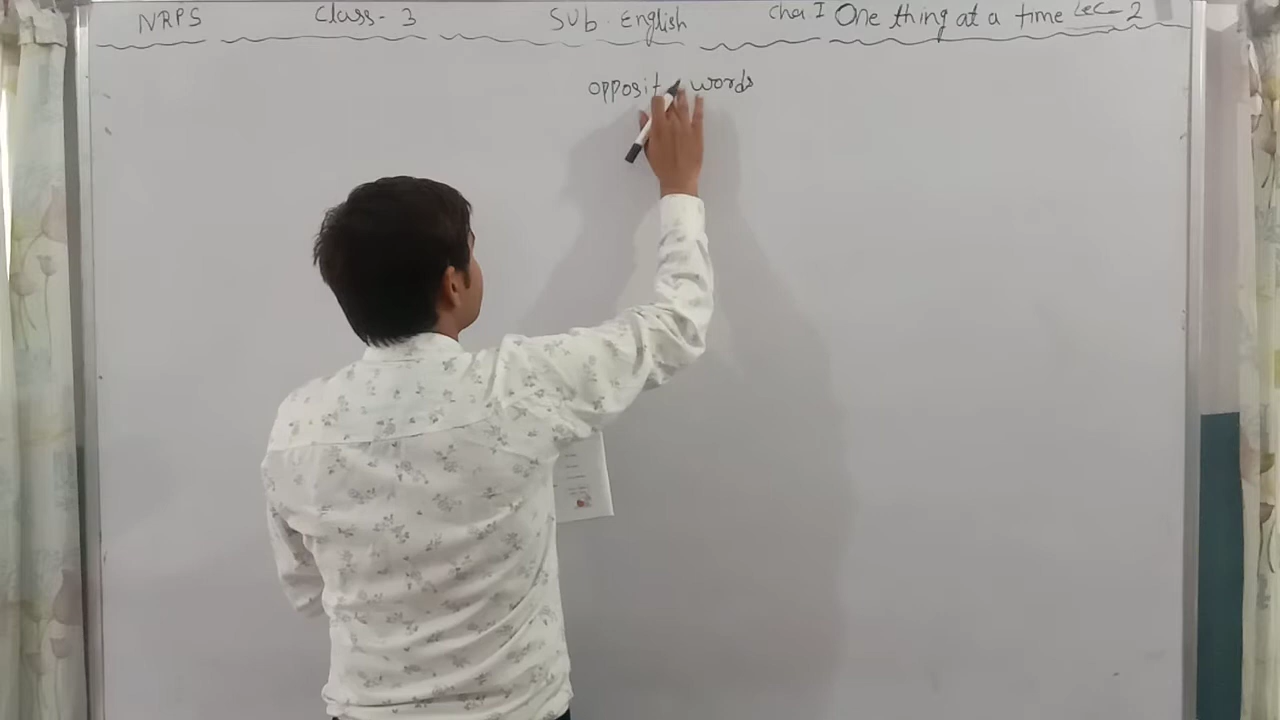 NRPS Class-3 Sub. English Cha I One thing at a time Lec-2
opposit words